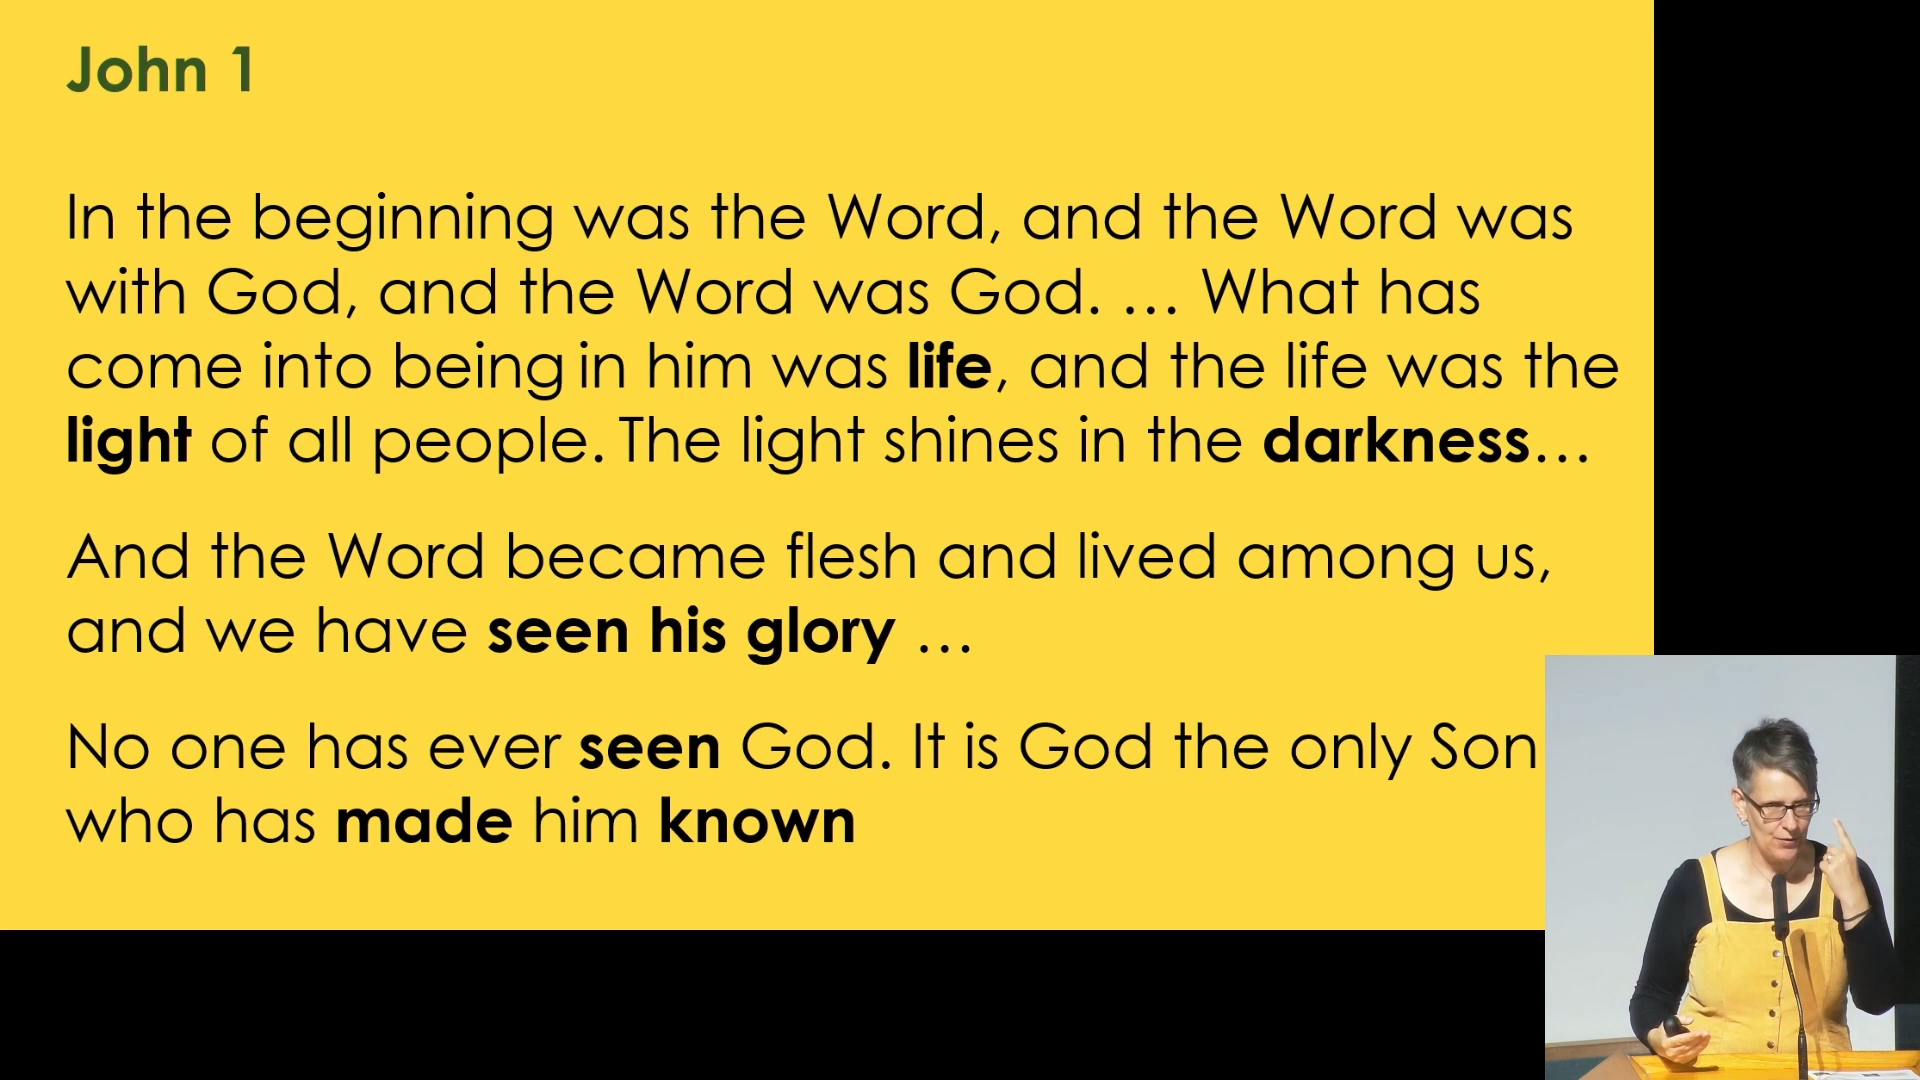 John 1
In the beginning was the Word, and the Word was
with God, and the Word was God. … What has
come into being in him was life, and the life was the
light of all people. The light shines in the darkness…
And the Word became flesh and lived among us,
and we have seen his glory …
No one has ever seen God. It is God the only Son
who has made him known